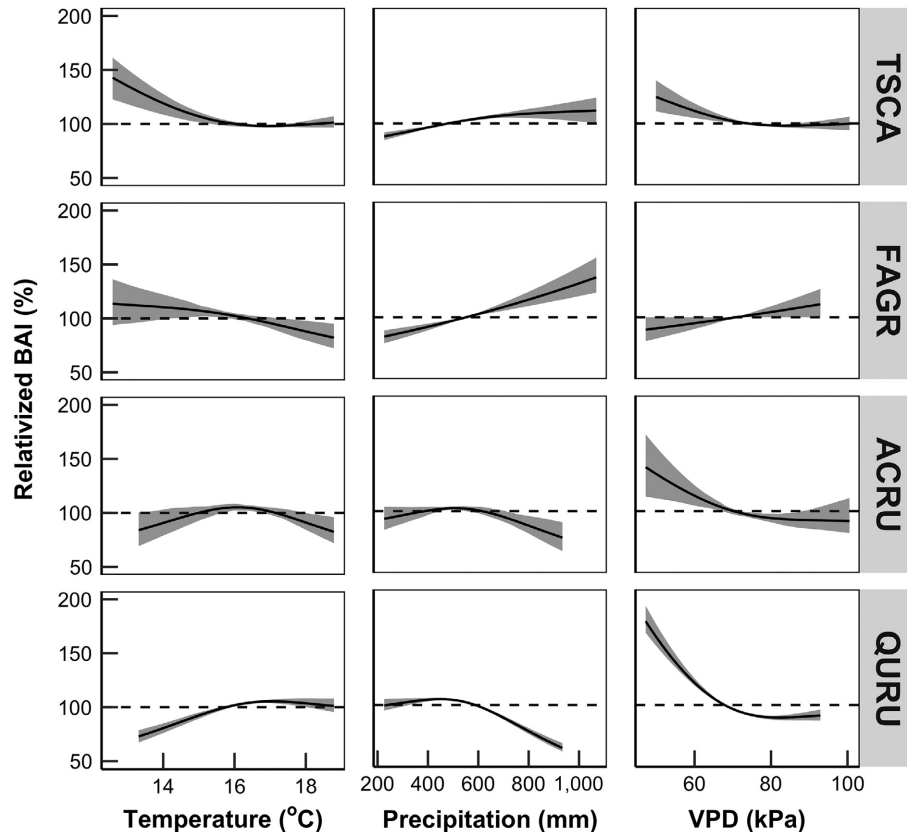 200
150
100
50
TSCA
200
150
100
50
FAGR
Relativized BAI (%)
200
150
100
50
ACRU
200
150
100
50
QURU
14 16 18
200 400 600 800 1,000
60 80 100
Temperature (°C)
Precipitation (mm)
VPD (kPa)